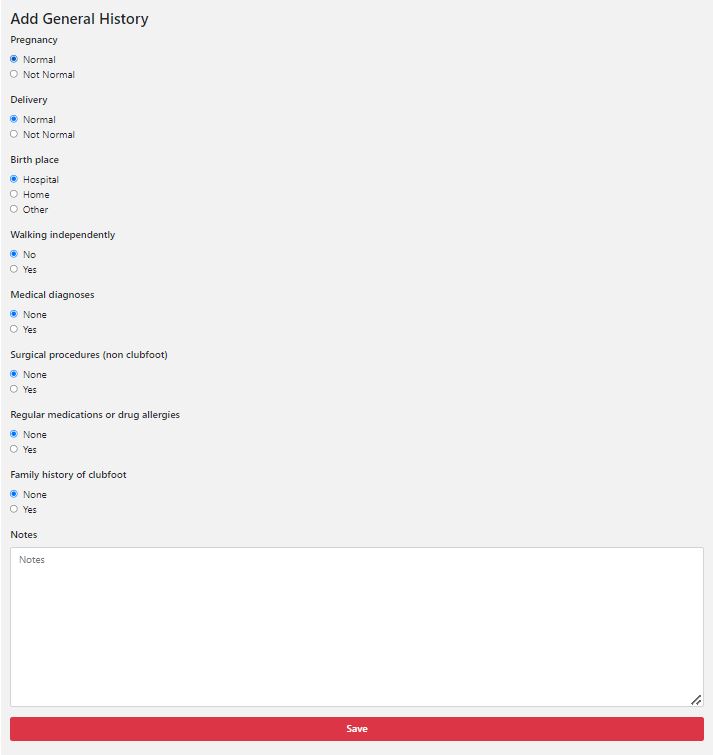 Add General History
Pregnancy
Normal
Not Normal
Delivery
Normal
Not Normal
Birth place
Hospital
Home
Other
Walking independently
No
Yes
Medical diagnoses
None
Yes
Surgical procedures (non clubfoot)
None
Yes
Regular medications or drug allergies
None
Yes
Family history of clubfoot
None
Yes
Notes
Notes
Save